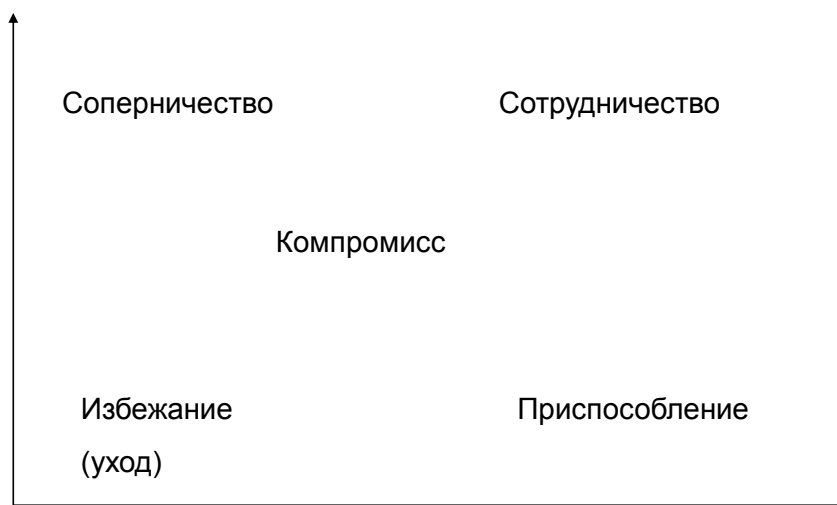 Соперничество
Сотрудничество
Компромисс
Избежание
(уход)
Приспособление